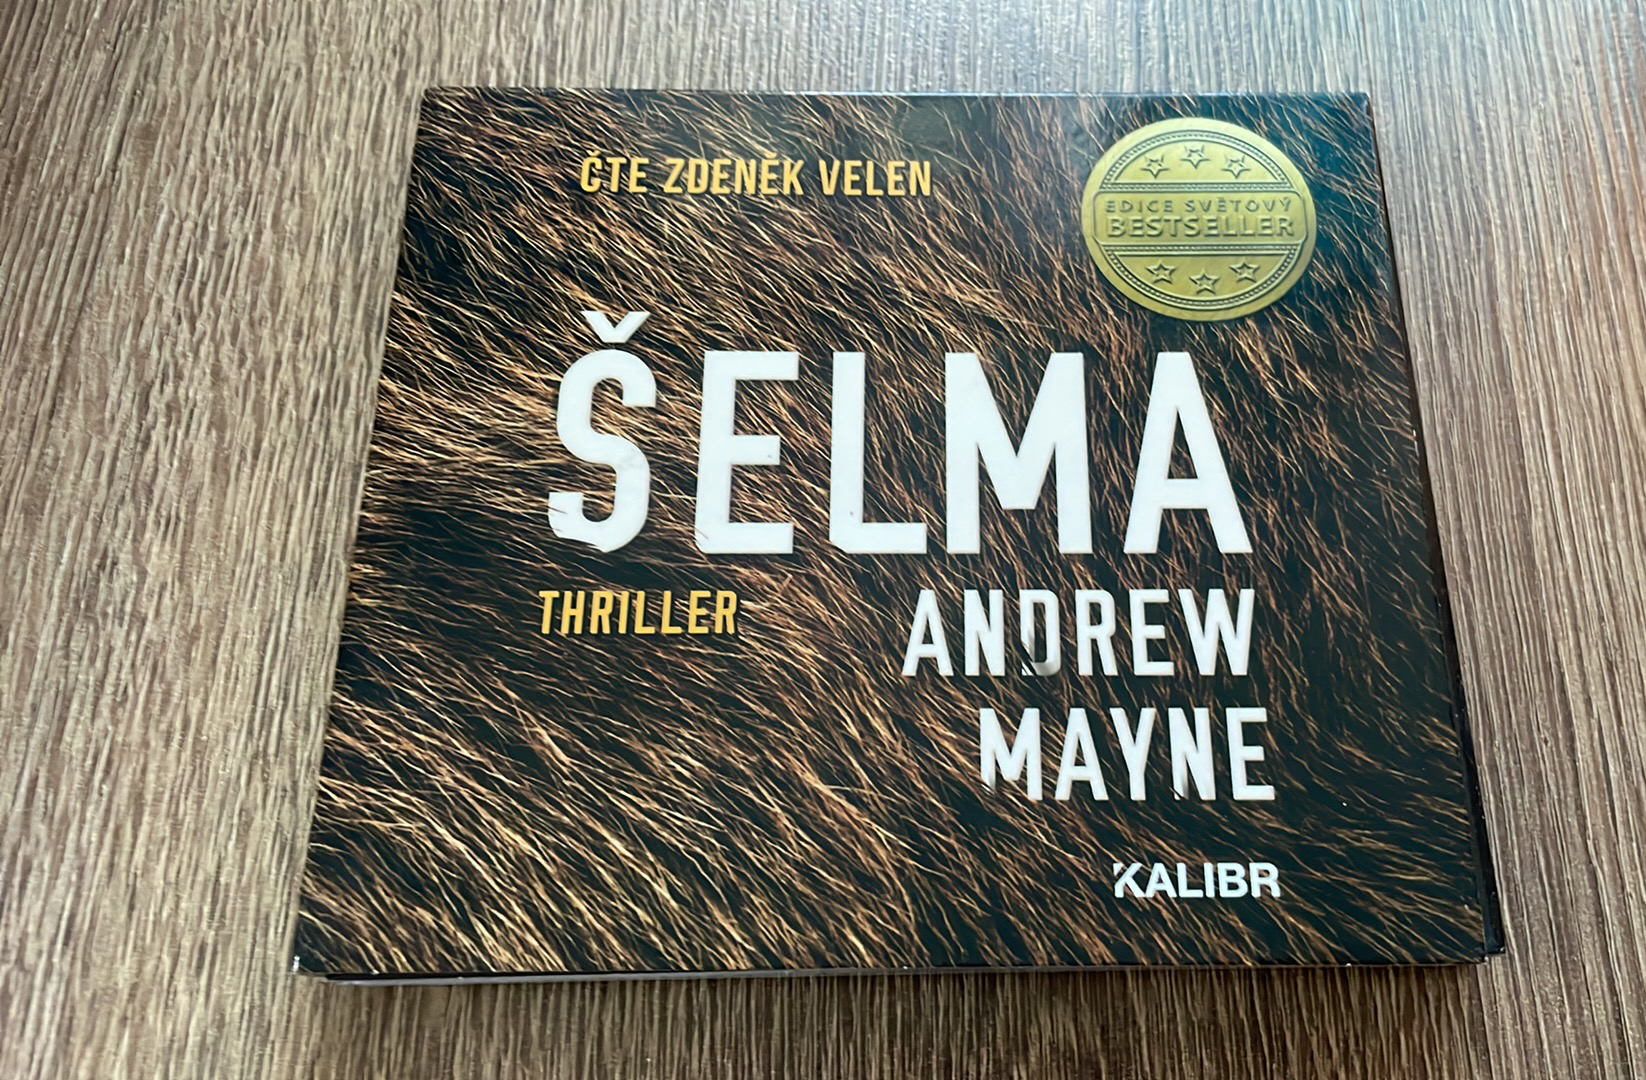 ČTE ZDENĚK VELEN
EDICE SVĚTOVÝ
BESTSELLER
ŠELMA
THRILLER
ANDREW
MAYNE
KALIBR